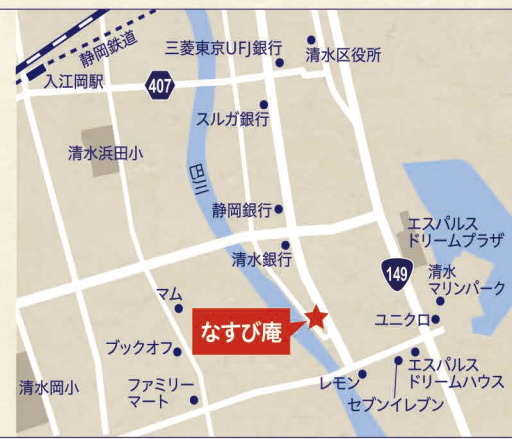 静岡鉄道
入江岡駅
407
三菱東京UFJ銀行
清水区役所
スルガ銀行
清水浜田小
巴川
静岡銀行
清水銀行
エスパルス
ドリームプラザ
149
清水
マリンパーク
マム
なすび庵
ユニクロ
ブックオフ
エスパルス
ドリームハウス
清水岡小
ファミリー
マート
レモン
セブンイレブン